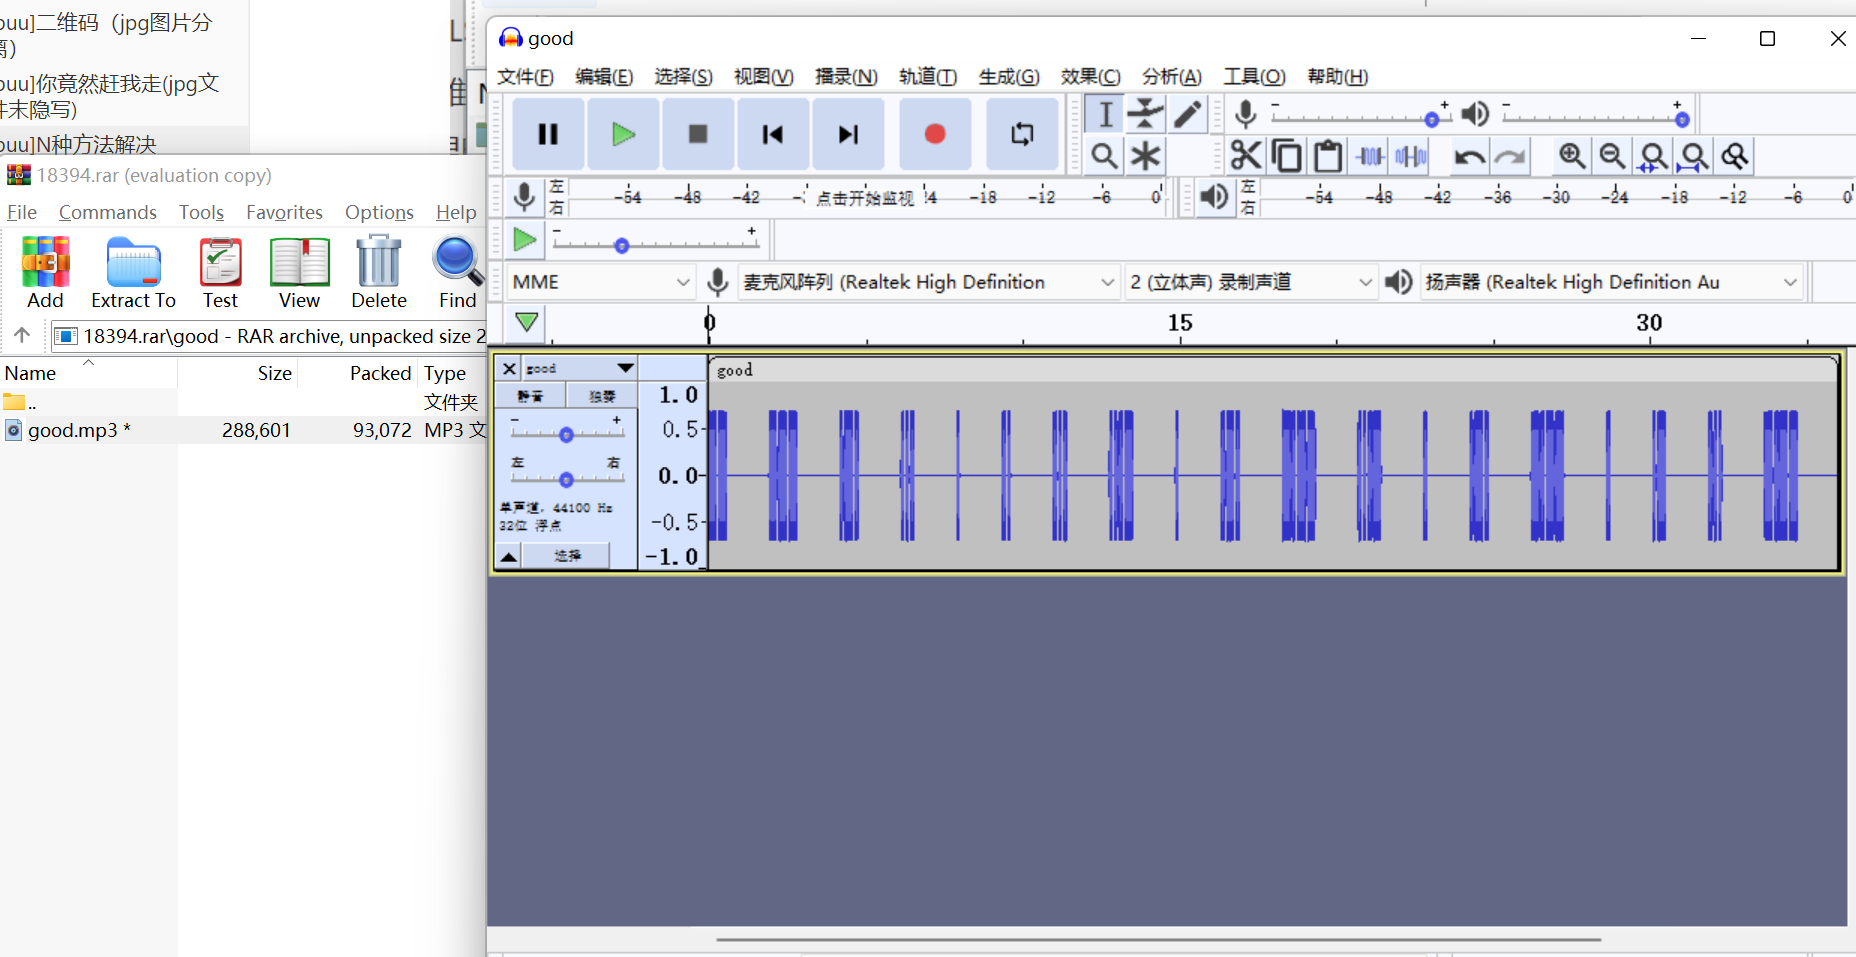 puu]二维码（jpg图片分
离）
puu]你竟然赶我走(jpg文
件末隐写)
puu]N种方法解决
18394.rar (evaluation copy)
File Commands Tools Favorites Options Help
Add Extract To Test View Delete Find
18394.rar\good - RAR archive, unpacked size 2
Name Size Packed Type
.. 文件夹
good.mp3 * 288,601 93,072 MP3 文
good
文件(F) 编辑(E) 选择(S) 视图(V) 播录(N) 轨道(T) 生成(G) 效果(C) 分析(A) 工具(O) 帮助(H)
左
右
-54 -48 -42 点击开始监视 -18 -12 -6 0
左
右
-54 -48 -42 -36 -30 -24 -18 -12 -6 0
MME 麦克风阵列 (Realtek High Definition 2 (立体声) 录制声道 扬声器 (Realtek High Definition Au
0 15 30
good
静音 独奏
左 右
单声道, 44100 Hz
32位 浮点
选择
good
1.0
0.5
0.0
-0.5
-1.0